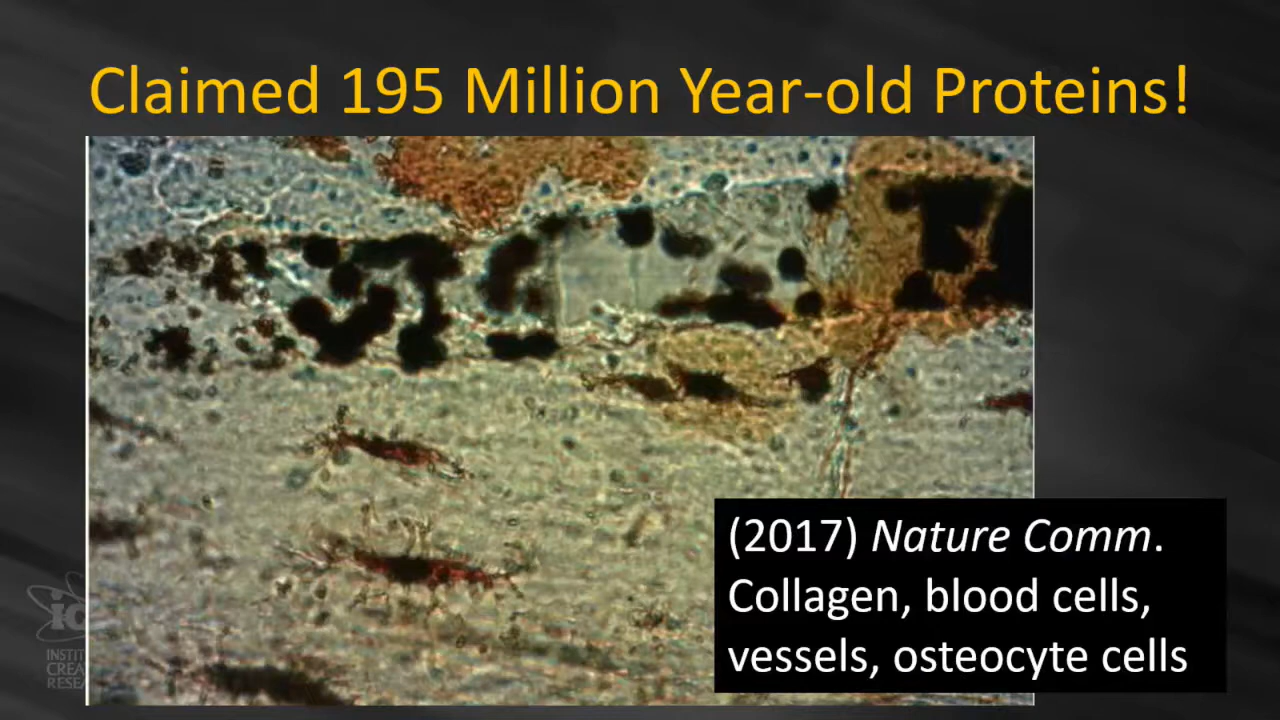 Claimed 195 Million Year-old Proteins!
(2017) Nature Comm.
Collagen, blood cells,
vessels, osteocyte cells